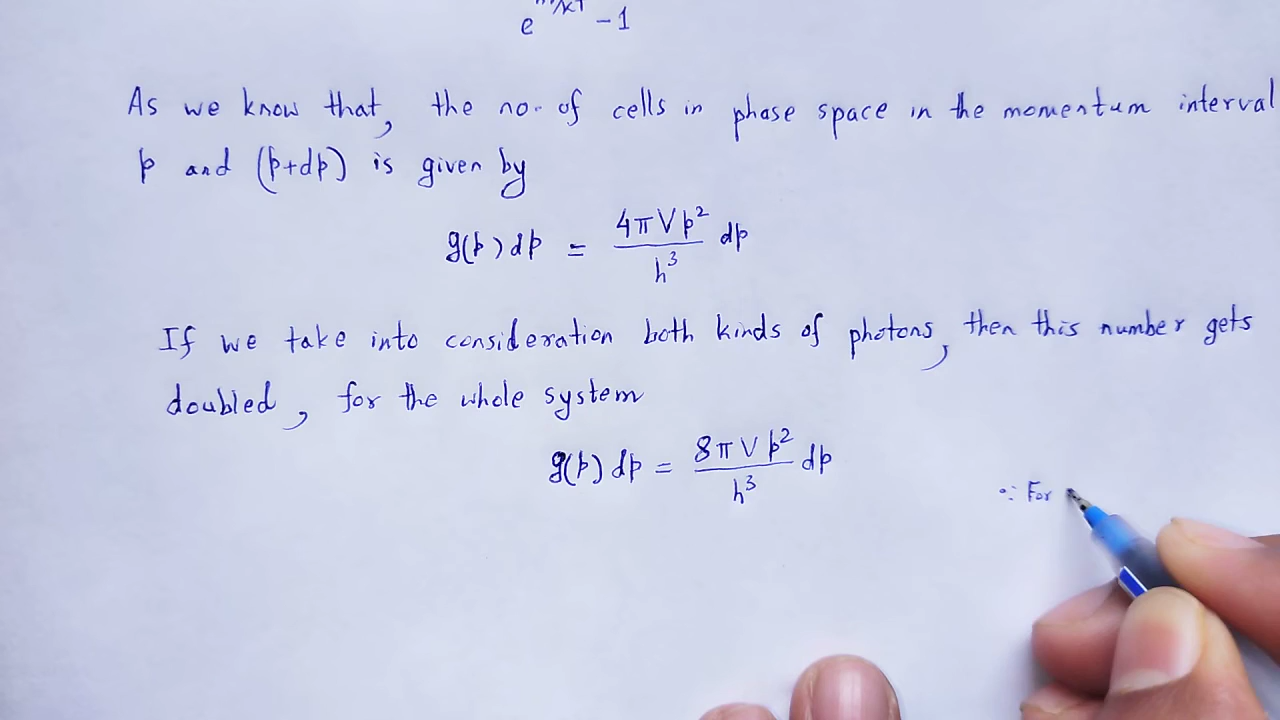 e^hν/KT - 1
As we know that, the no. of cells in phase space in the momentum interval
p and (p+dp) is given by
g(p)dp = 4πVp²/h³ dp
If we take into consideration both kinds of photons, then this number gets
doubled, for the whole system
g(p)dp = 8πVp²/h³ dp
∵ For